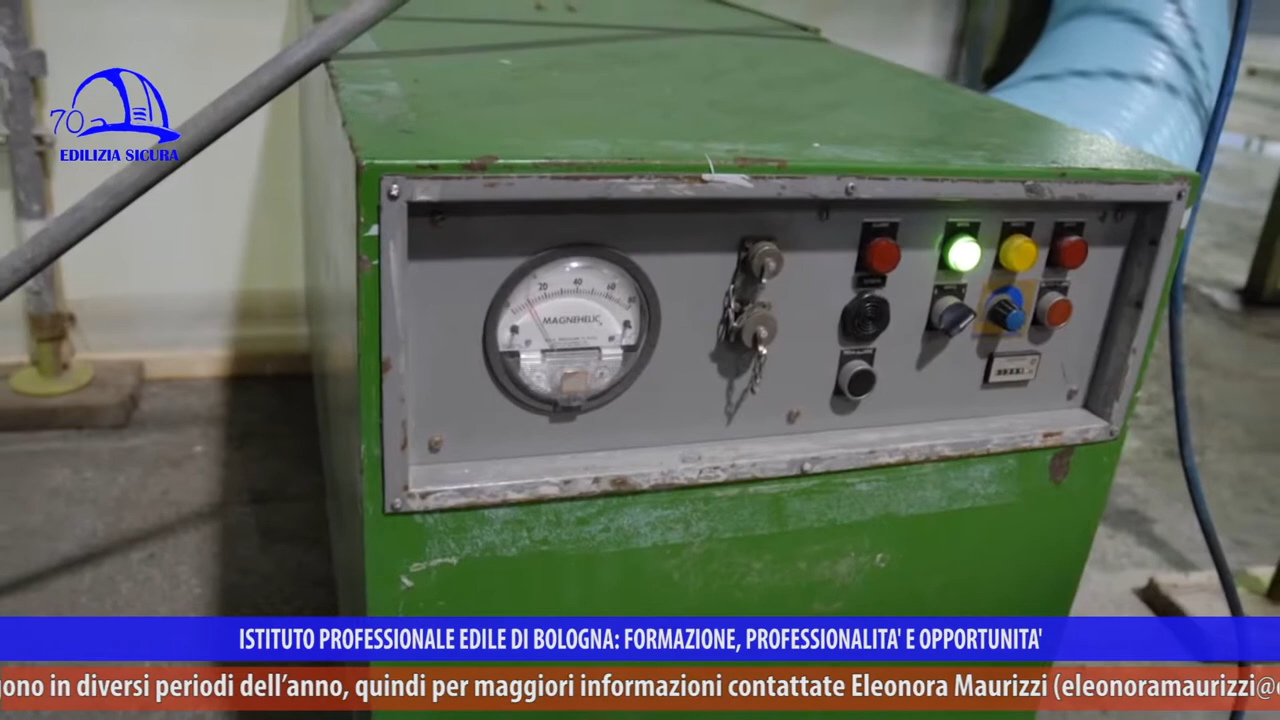 70
EDILIZIA SICURA
20 40 60 80
MAGNEHELIC
ISTITUTO PROFESSIONALE EDILE DI BOLOGNA: FORMAZIONE, PROFESSIONALITA' E OPPORTUNITA'
in diversi periodi dell’anno, quindi per maggiori informazioni contattate Eleonora Maurizzi (eleonoramaurizzi@